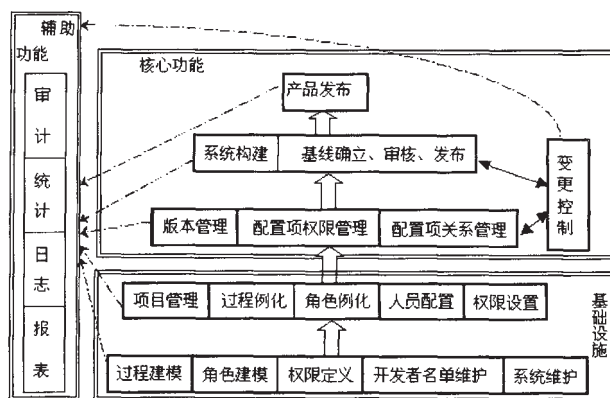 辅助
功能
审计
统计
日志
报表
核心功能
产品发布
系统构建 基线确立、审核、发布
版本管理 配置项权限管理 配置项关系管理
变更控制
项目管理 过程例化 角色例化 人员配置 权限设置
基础设施
过程建模 角色建模 权限定义 开发者名单维护 系统维护